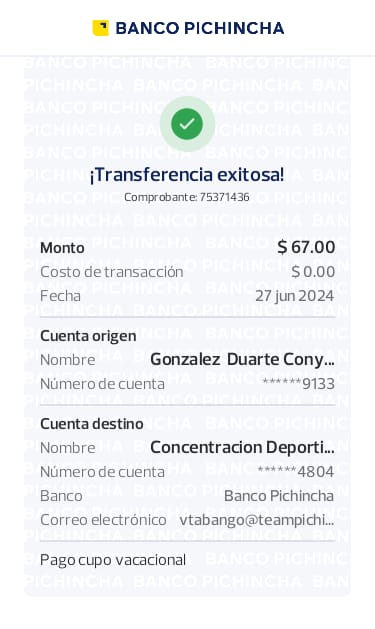 BANCO PICHINCHA
¡Transferencia exitosa!
Comprobante: 75371436
Monto $ 67.00
Costo de transacción $ 0.00
Fecha 27 jun 2024
Cuenta origen
Nombre Gonzalez Duarte Cony...
Número de cuenta ******9133
Cuenta destino
Nombre Concentracion Deporti...
Número de cuenta ******4804
Banco Banco Pichincha
Correo electrónico vtabango@teampichi...
Pago cupo vacacional